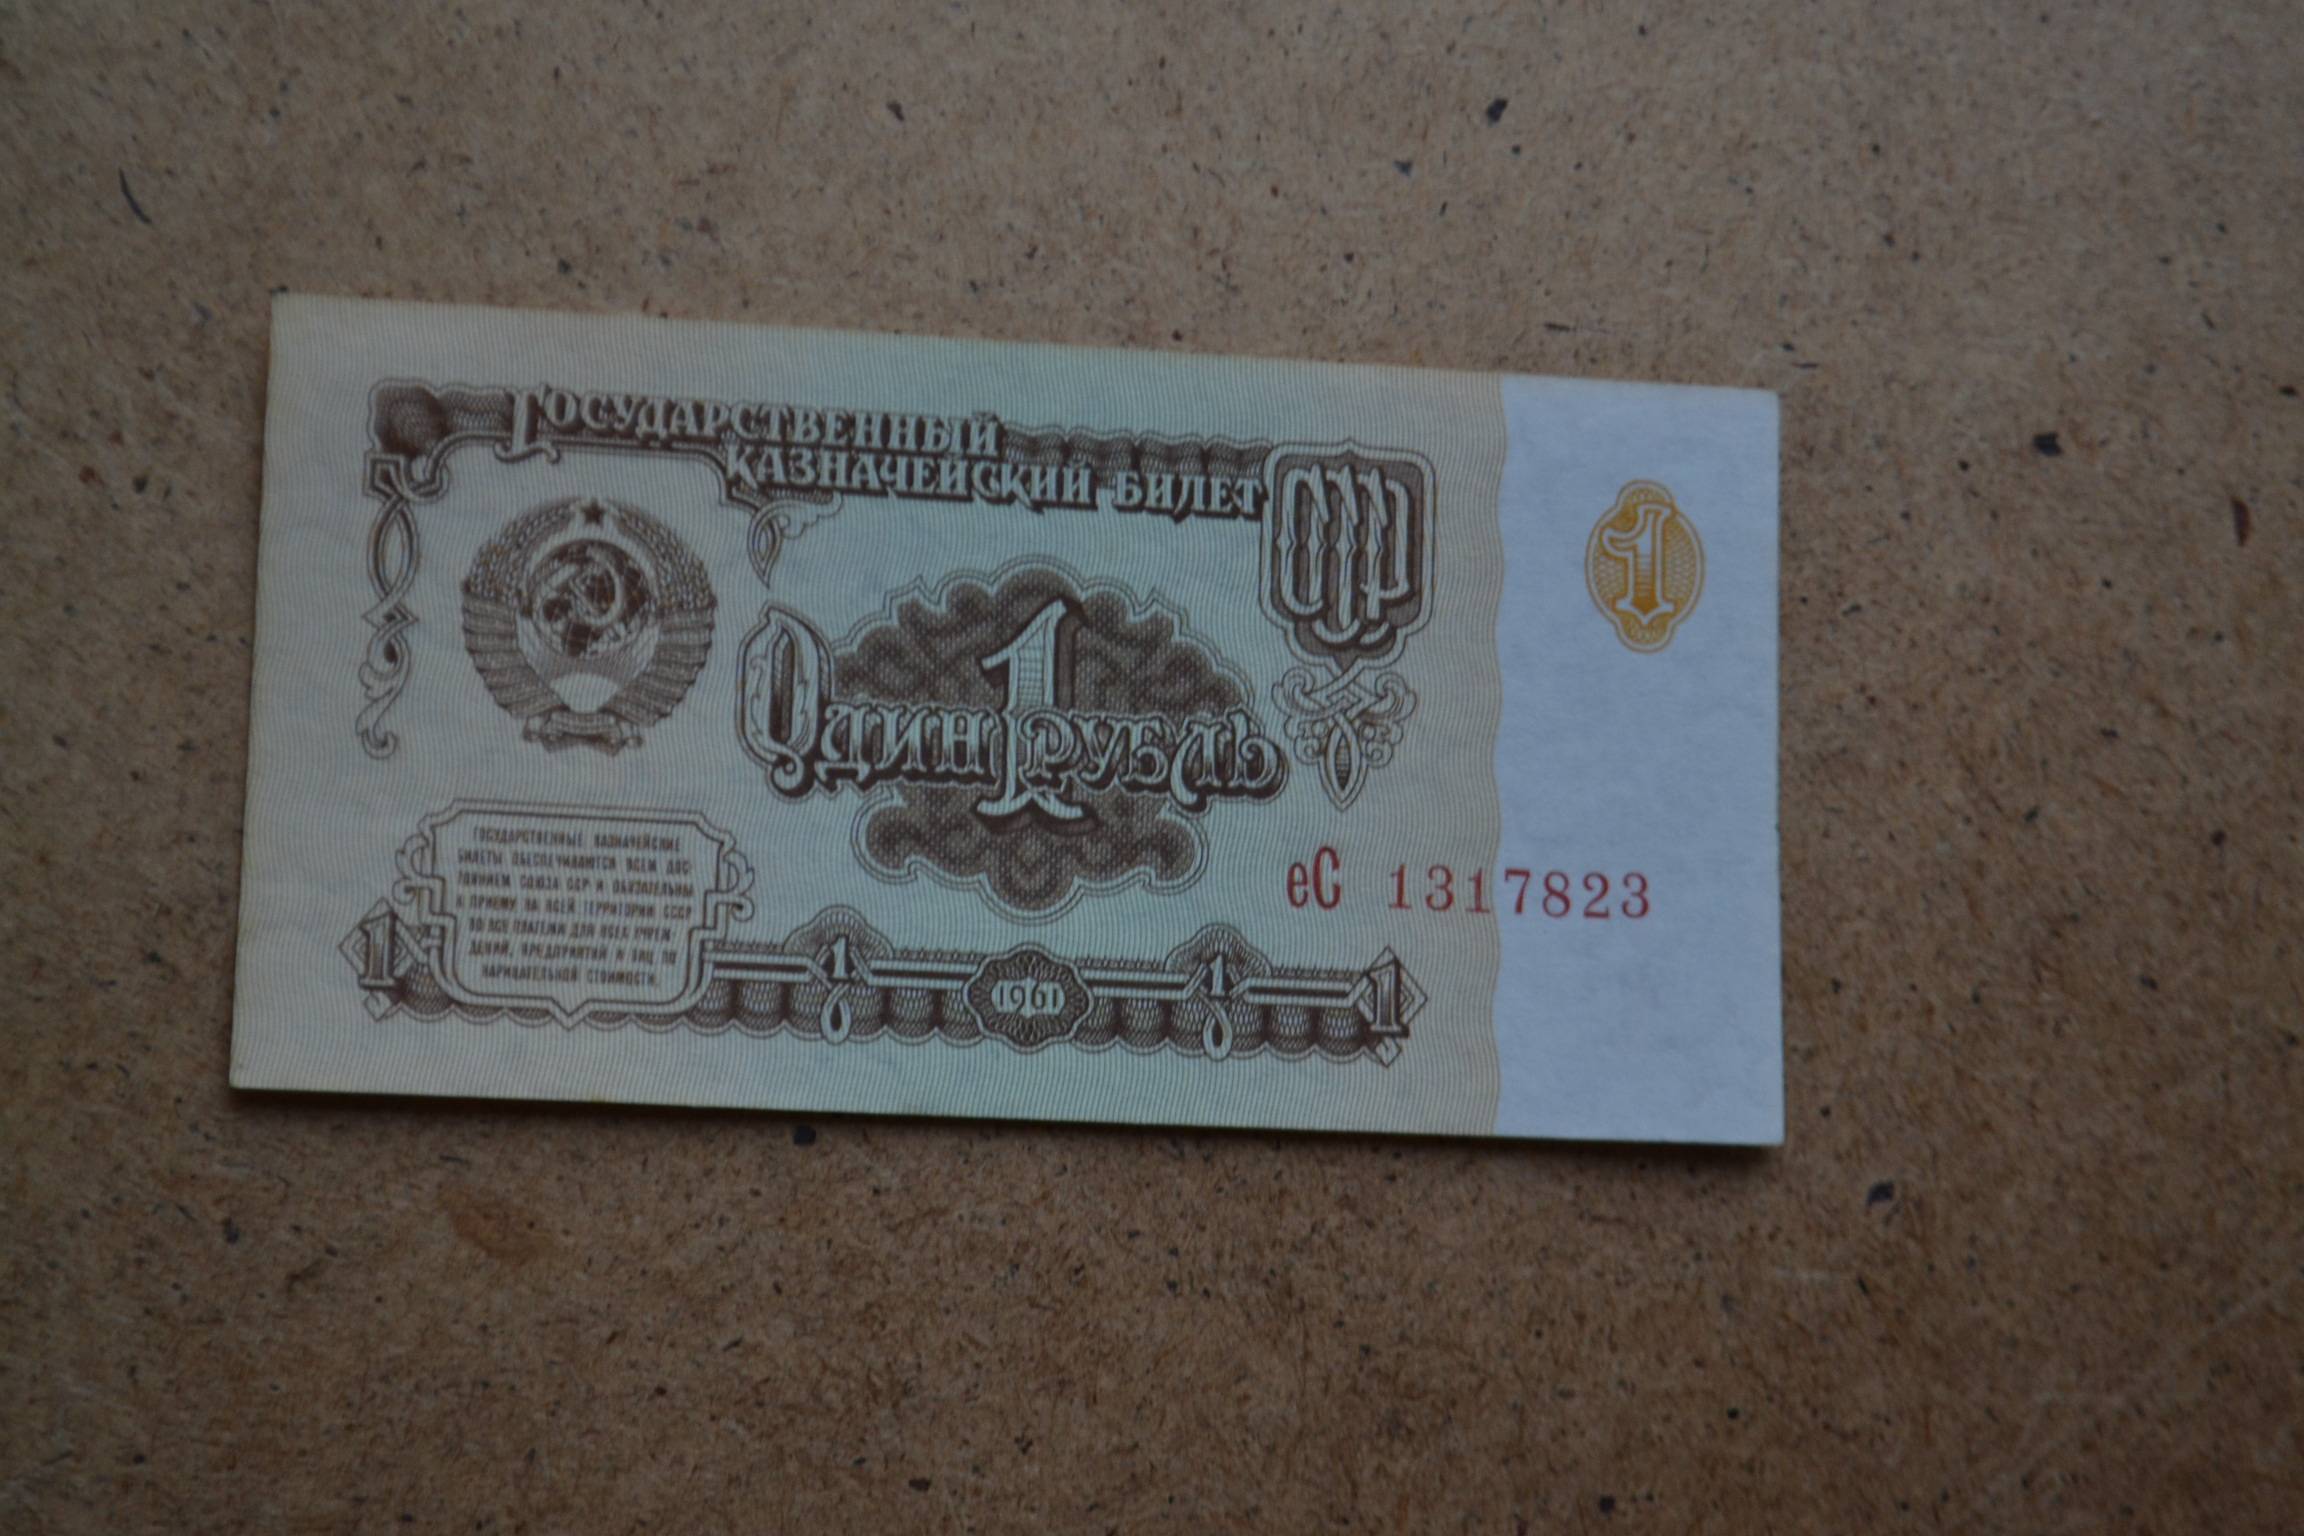 Государственный
казначейский билет
СССР
1
Один 1 рубль
еС 1317823
ГОСУДАРСТВЕННЫЕ КАЗНАЧЕЙСКИЕ
БИЛЕТЫ ОБЕСПЕЧИВАЮТСЯ ВСЕМ ДОС-
ТОЯНИЕМ СОЮЗА ССР И ОБЯЗАТЕЛЬНЫ
К ПРИЕМУ НА ВСЕЙ ТЕРРИТОРИИ СССР
ВО ВСЕ ПЛАТЕЖИ ДЛЯ ВСЕХ УЧРЕЖ-
ДЕНИЙ, ПРЕДПРИЯТИЙ И ЛИЦ ПО
НАРИЦАТЕЛЬНОЙ СТОИМОСТИ.
1 1 1961 1 1